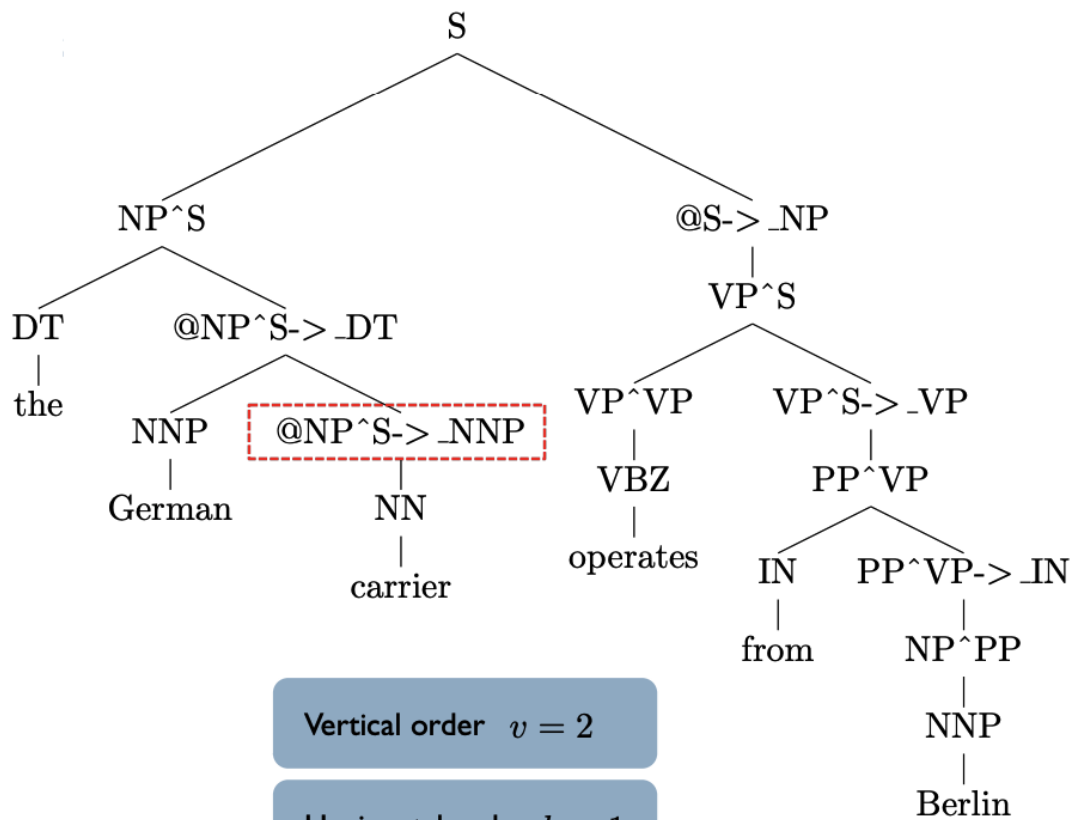 S
NP^S @S-> _NP
VP^S
DT @NP^S-> _DT
the VP^VP VP^S-> _VP
NNP @NP^S-> _NNP
VBZ PP^VP
German NN
operates
IN PP^VP-> _IN
carrier
from NP^PP
Vertical order v = 2
NNP
Berlin